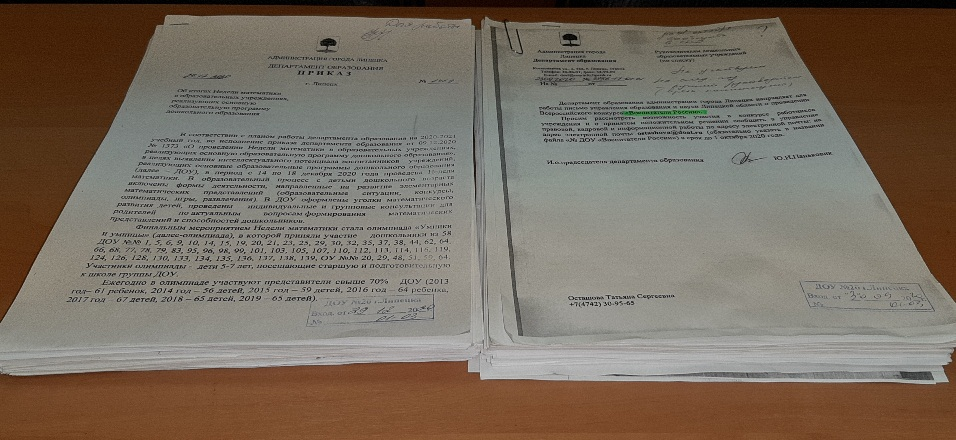 АДМИНИСТРАЦИЯ ГОРОДА ЛИПЕЦКА
ДЕПАРТАМЕНТ ОБРАЗОВАНИЯ
ПРИКАЗ
г. Липецк
Об итогах Недели математики
в образовательных учреждениях,
реализующих основную
образовательную программу
дошкольного образования
В соответствии с планом работы департамента образования на 2020-2021
учебный год, во исполнение приказа департамента образования от 09.12.2020
№ 1373 «О проведении Недели математики в образовательных учреждениях,
реализующих основную образовательную программу дошкольного образования»,
в целях выявления интеллектуального потенциала воспитанников учреждений,
реализующих основные образовательные программы дошкольного образования
(далее – ДОУ), в период с 14 по 18 декабря 2020 года проведена Неделя
математики. В образовательный процесс с детьми дошкольного возраста
включены формы деятельности, направленные на развитие элементарных
математических представлений (образовательные ситуации, конкурсы,
олимпиады, игры, развлечения). В ДОУ оформлены уголки математического
развития детей, проведены индивидуальные и групповые консультации для
родителей по актуальным вопросам формирования математических
представлений и способностей дошкольников.
Финальным мероприятием Недели математики стала олимпиада «Умники
и умницы» (далее-олимпиада), в которой приняли участие дошкольники из 58
ДОУ №№ 1, 5, 6, 9, 10, 14, 15, 19, 20, 21, 23, 25, 29, 30, 32, 35, 37, 38, 44, 62, 64,
66, 68, 77, 78, 79, 83, 95, 96, 98, 99, 101, 103, 105, 107, 110, 112, 113, 114, 116, 119,
124, 126, 128, 130, 133, 134, 135, 136, 137, 138, 139, ОУ №№ 20, 29, 48, 51, 59, 64.
Участники олимпиады - дети 5-7 лет, посещающие старшую и подготовительную
к школе группы ДОУ.
Ежегодно в олимпиаде участвуют представители свыше 70% ДОУ (2013
год– 61 ребенок, 2014 год – 56 детей, 2015 год – 59 детей, 2016 год – 64 ребенка,
2017 год – 67 детей, 2018 – 65 детей, 2019 – 65 детей).
ДОУ №26 г.Липецка
Вход от
№ 01-03
Администрация города
Липецка
Департамент образования
Руководителям дошкольных
образовательных учреждений
(по списку)
На №
Департамент образования администрации города Липецка направляет для
работы письмо управления образования и науки Липецкой области о проведении
Всероссийского конкурса «Воспитатели России».
Просим рассмотреть возможность участия в конкурсе работников
учреждения и о принятом положительном решении сообщить в управление
правовой, кадровой и информационной работы по адресу электронной почты: на
адрес электронной почты (обязательно указать в названии
файла «№ ДОУ «Воспитатели России») в срок до 1 октября 2020 года.
И.о.председателя департамента образования
Осташова Татьяна Сергеевна
+7(4742) 30-95-65
ДОУ №26 г.Липецка
Вход от